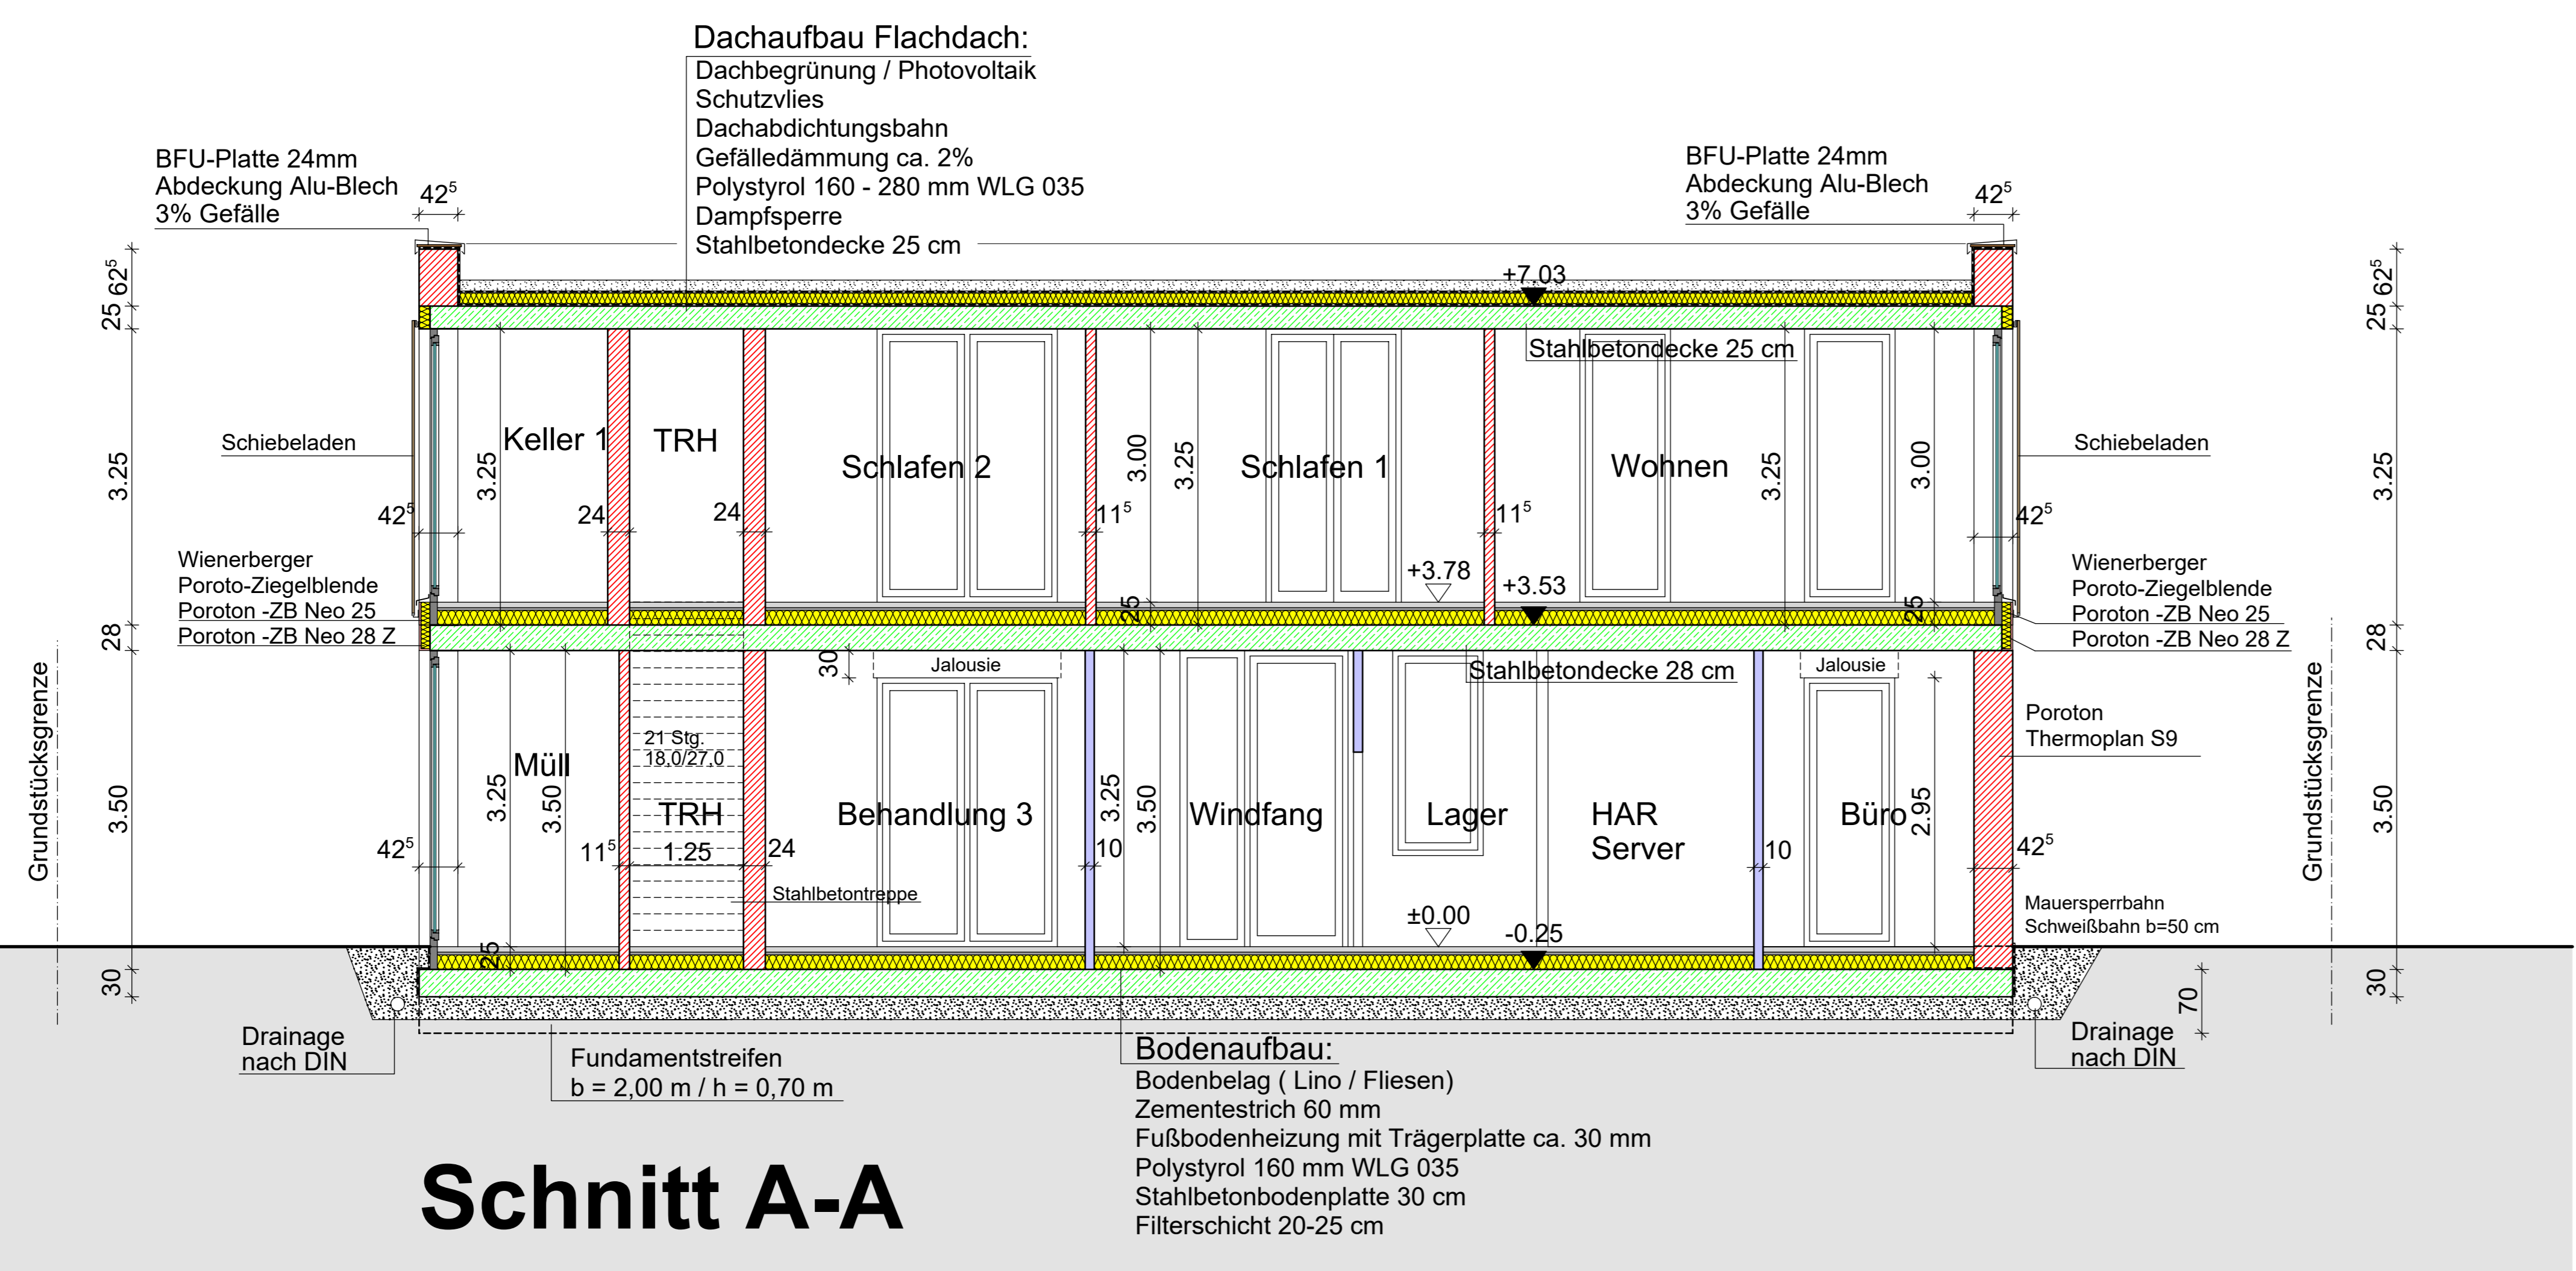 Dachaufbau Flachdach:
Dachbegrünung / Photovoltaik
Schutzvlies
Dachabdichtungsbahn
Gefälledämmung ca. 2%
Polystyrol 160 - 280 mm WLG 035
Dampfsperre
Stahlbetondecke 25 cm
BFU-Platte 24mm
Abdeckung Alu-Blech
3% Gefälle
42⁵
BFU-Platte 24mm
Abdeckung Alu-Blech
3% Gefälle
42⁵
62⁵
25
3.25
28
3.50
30
+7.03
Stahlbetondecke 25 cm
62⁵
25
3.25
28
3.50
30
70
Schiebeladen
Keller 1
TRH
Schlafen 2
Schlafen 1
Wohnen
Schiebeladen
3.25
3.00
3.25
3.25
3.00
42⁵
24
24
11⁵
11⁵
42⁵
+3.78
+3.53
25
25
Wienerberger
Poroto-Ziegelblende
Poroton -ZB Neo 25
Poroton -ZB Neo 28 Z
Wienerberger
Poroto-Ziegelblende
Poroton -ZB Neo 25
Poroton -ZB Neo 28 Z
Grundstücksgrenze
Grundstücksgrenze
30
Jalousie
Stahlbetondecke 28 cm
Jalousie
Poroton
Thermoplan S9
21 Stg.
18,0/27,0
Müll
TRH
Behandlung 3
Windfang
Lager
HAR
Server
Büro
3.25
3.50
3.25
3.50
2.95
42⁵
11⁵
1.25
24
10
10
42⁵
Stahlbetontreppe
±0.00
-0.25
25
Mauersperrbahn
Schweißbahn b=50 cm
Drainage
nach DIN
Drainage
nach DIN
Fundamentstreifen
b = 2,00 m / h = 0,70 m
Bodenaufbau:
Bodenbelag ( Lino / Fliesen)
Zementestrich 60 mm
Fußbodenheizung mit Trägerplatte ca. 30 mm
Polystyrol 160 mm WLG 035
Stahlbetonbodenplatte 30 cm
Filterschicht 20-25 cm
Schnitt A-A